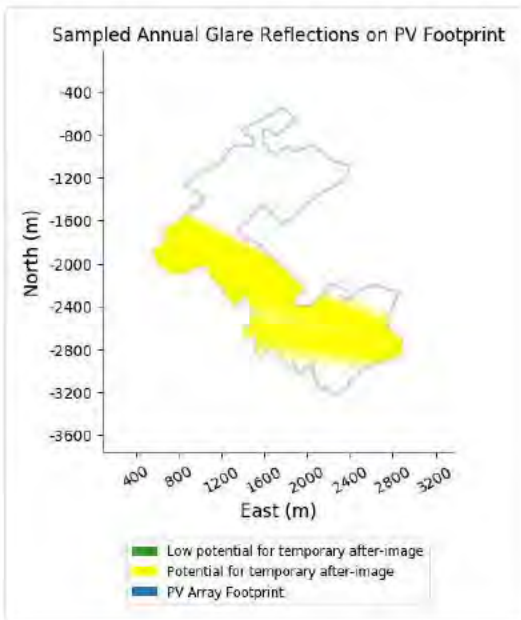 Sampled Annual Glare Reflections on PV Footprint
North (m)
-400
-800
-1200
-1600
-2000
-2400
-2800
-3200
-3600
400 800 1200 1600 2000 2400 2800 3200
East (m)
Low potential for temporary after-image
Potential for temporary after-image
PV Array Footprint